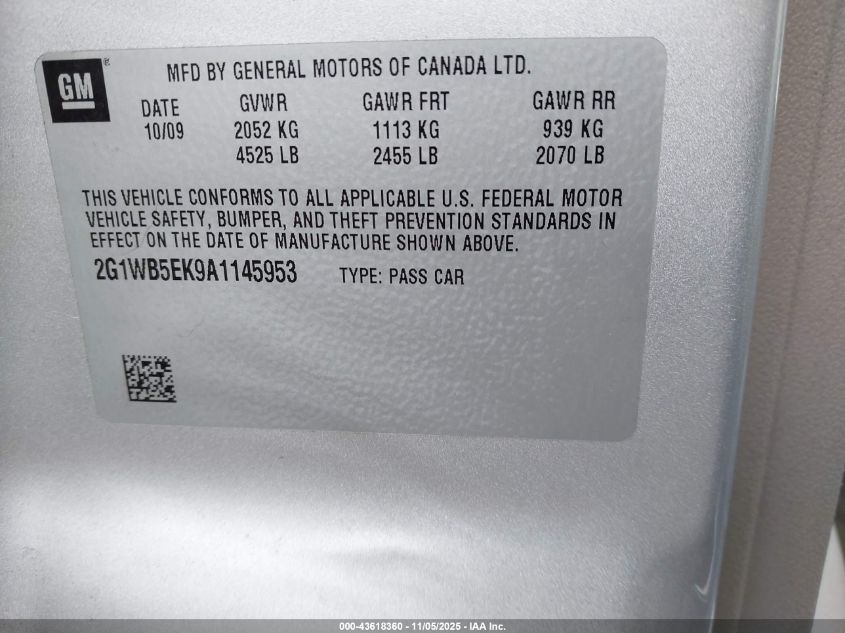 GM ® MFD BY GENERAL MOTORS OF CANADA LTD.
DATE GVWR GAWR FRT GAWR RR
10/09 2052 KG 1113 KG 939 KG
4525 LB 2455 LB 2070 LB
THIS VEHICLE CONFORMS TO ALL APPLICABLE U.S. FEDERAL MOTOR
VEHICLE SAFETY, BUMPER, AND THEFT PREVENTION STANDARDS IN
EFFECT ON THE DATE OF MANUFACTURE SHOWN ABOVE.
2G1WB5EK9A1145953 TYPE: PASS CAR
000-43618360 - 11/05/2025 - IAA Inc.